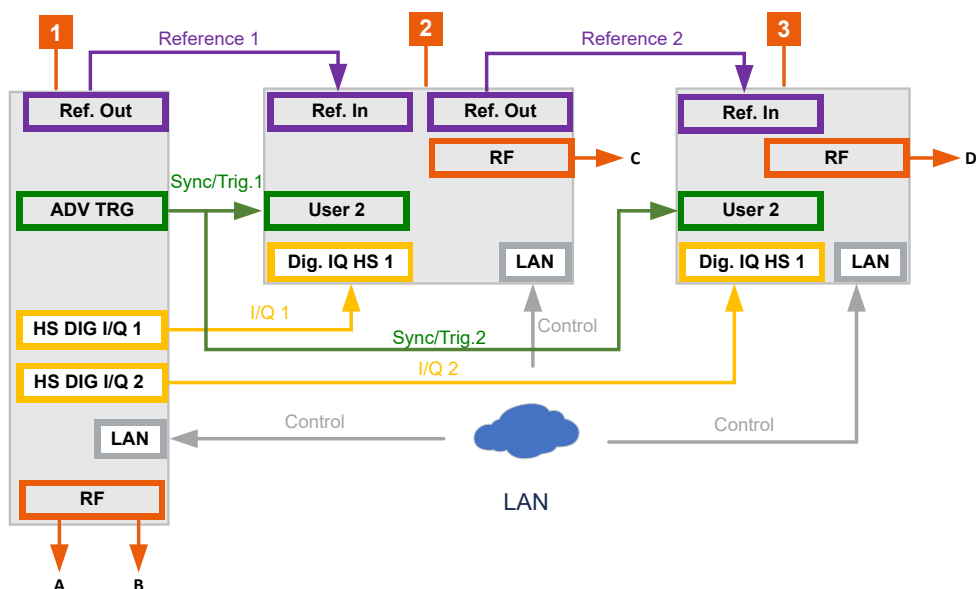 1
2
3
Reference 1
Reference 2
Ref. Out
Ref. In
Ref. Out
Ref. In
RF
C
RF
D
Sync/Trig.1
ADV TRG
User 2
User 2
Dig. IQ HS 1
LAN
Dig. IQ HS 1
LAN
I/Q 1
HS DIG I/Q 1
Control
Sync/Trig.2
I/Q 2
HS DIG I/Q 2
Control
Control
LAN
LAN
RF
A
B